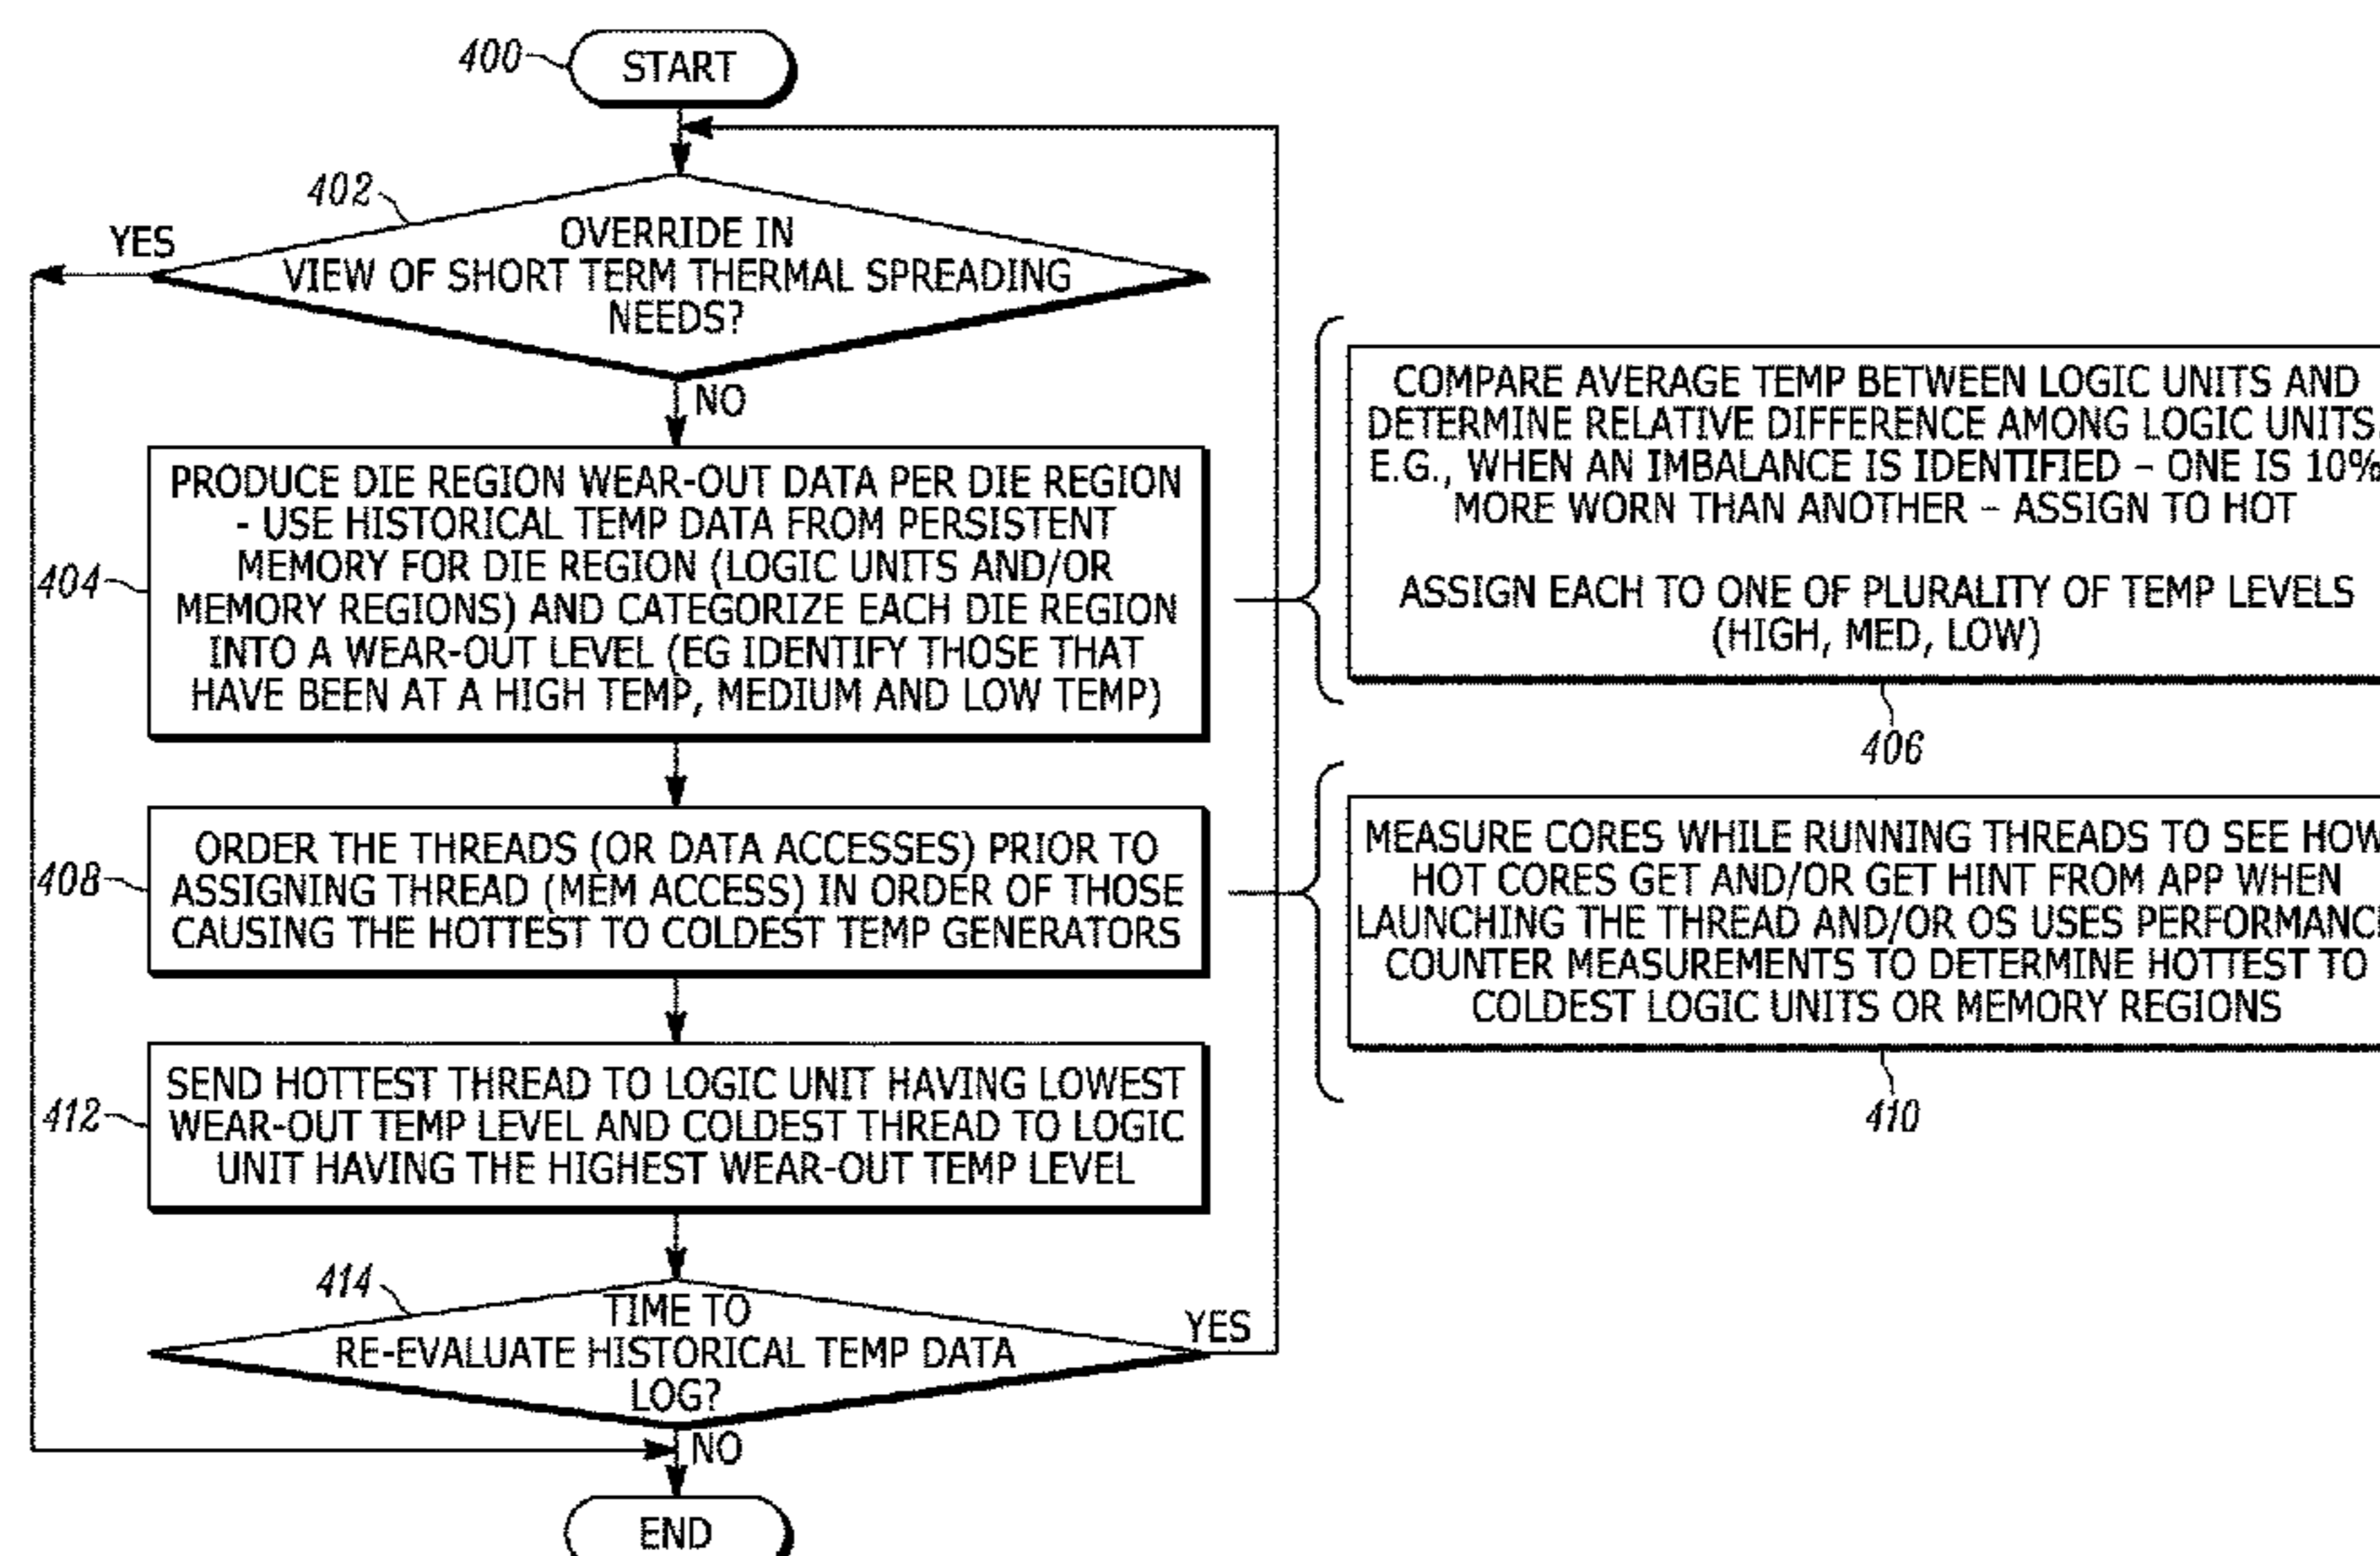 400
START
402
YES
OVERRIDE IN
VIEW OF SHORT TERM THERMAL SPREADING
NEEDS?
NO
404
PRODUCE DIE REGION WEAR-OUT DATA PER DIE REGION
- USE HISTORICAL TEMP DATA FROM PERSISTENT
MEMORY FOR DIE REGION (LOGIC UNITS AND/OR
MEMORY REGIONS) AND CATEGORIZE EACH DIE REGION
INTO A WEAR-OUT LEVEL (EG IDENTIFY THOSE THAT
HAVE BEEN AT A HIGH TEMP, MEDIUM AND LOW TEMP)
COMPARE AVERAGE TEMP BETWEEN LOGIC UNITS AND
DETERMINE RELATIVE DIFFERENCE AMONG LOGIC UNITS.
E.G., WHEN AN IMBALANCE IS IDENTIFIED – ONE IS 10%
MORE WORN THAN ANOTHER – ASSIGN TO HOT
ASSIGN EACH TO ONE OF PLURALITY OF TEMP LEVELS
(HIGH, MED, LOW)
406
408
ORDER THE THREADS (OR DATA ACCESSES) PRIOR TO
ASSIGNING THREAD (MEM ACCESS) IN ORDER OF THOSE
CAUSING THE HOTTEST TO COLDEST TEMP GENERATORS
MEASURE CORES WHILE RUNNING THREADS TO SEE HOW
HOT CORES GET AND/OR GET HINT FROM APP WHEN
LAUNCHING THE THREAD AND/OR OS USES PERFORMANCE
COUNTER MEASUREMENTS TO DETERMINE HOTTEST TO
COLDEST LOGIC UNITS OR MEMORY REGIONS
410
412
SEND HOTTEST THREAD TO LOGIC UNIT HAVING LOWEST
WEAR-OUT TEMP LEVEL AND COLDEST THREAD TO LOGIC
UNIT HAVING THE HIGHEST WEAR-OUT TEMP LEVEL
414
TIME TO
RE-EVALUATE HISTORICAL TEMP DATA
LOG?
YES
NO
END